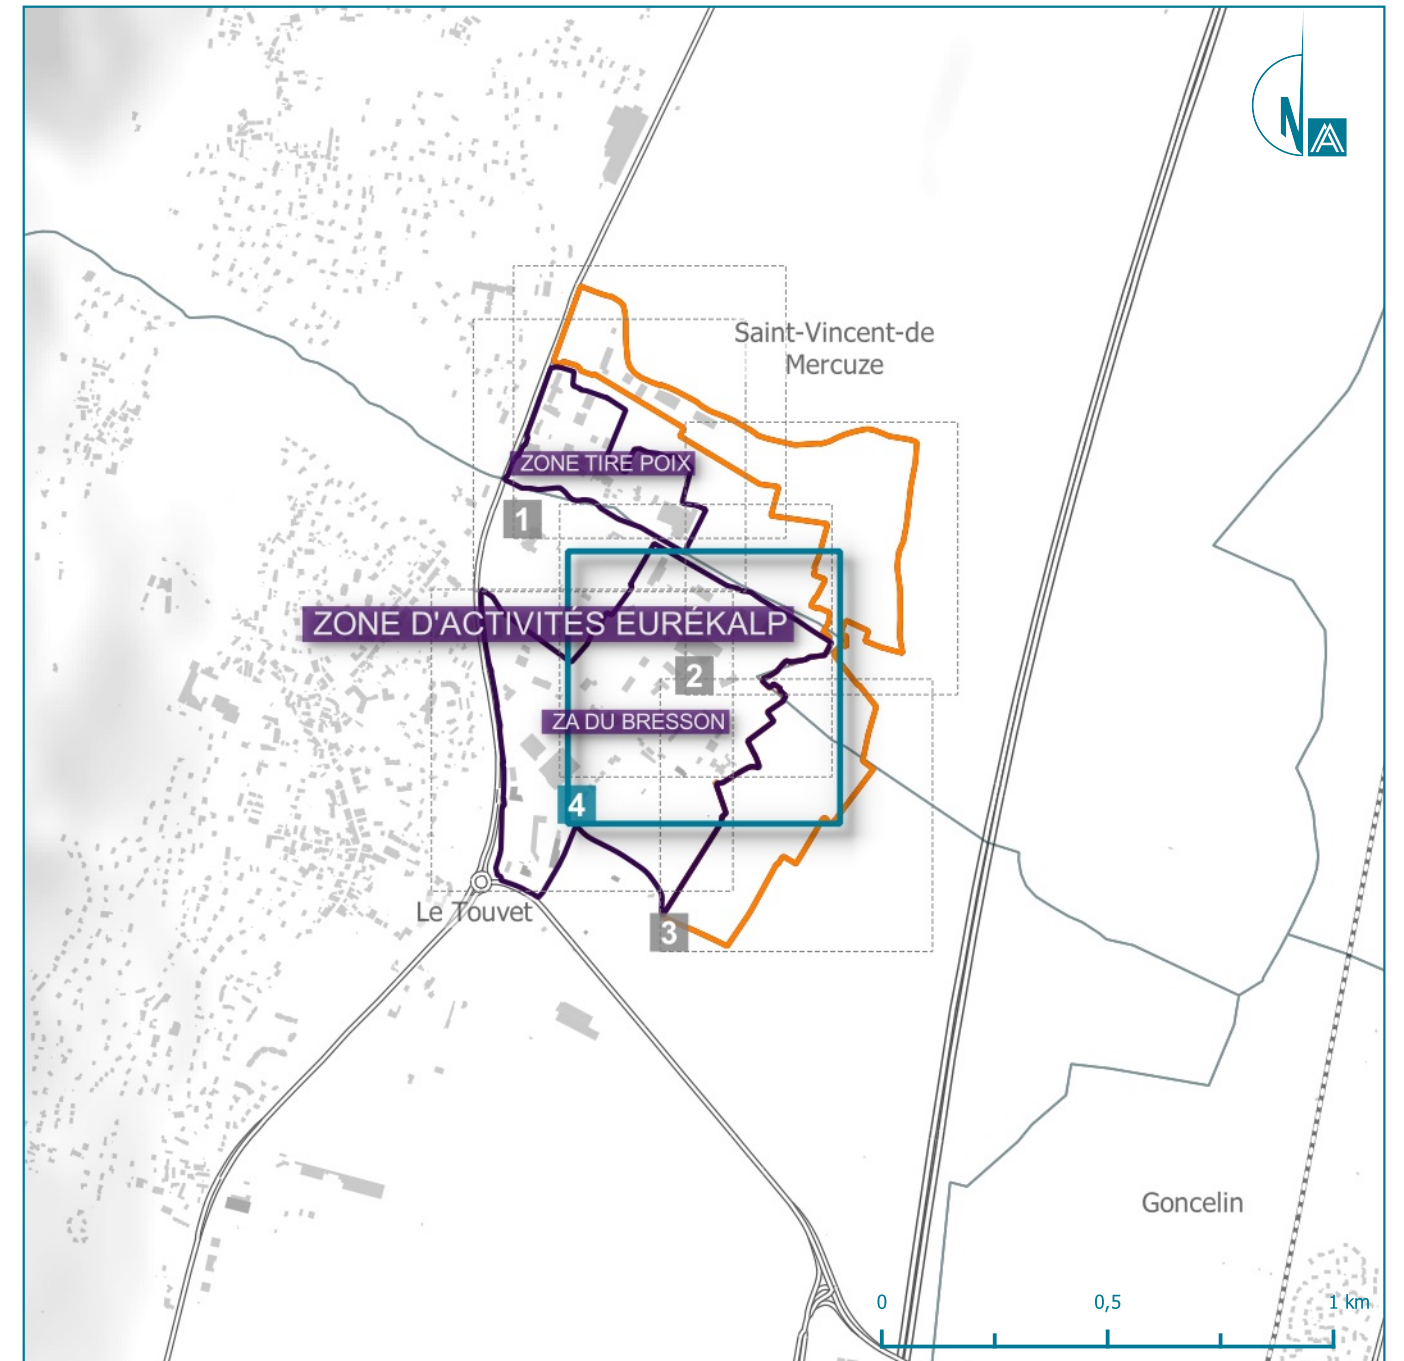 N
Saint-Vincent-de
Mercuze
ZONE TIRE POIX
1
ZONE D'ACTIVITÉS EURÉKALP
2
ZA DU BRESSON
4
Le Touvet
3
Goncelin
0 0,5 1 km